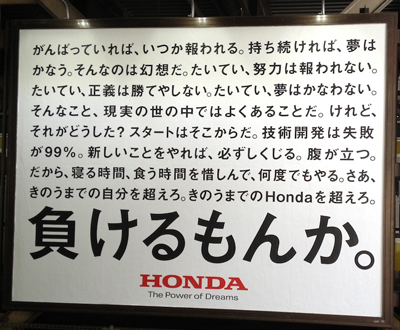 がんばっていれば、いつか報われる。持ち続ければ、夢は
かなう。そんなのは幻想だ。たいてい、努力は報われない。
たいてい、正義は勝てやしない。たいてい、夢はかなわない。
そんなこと、現実の世の中ではよくあることだ。けれど、
それがどうした？スタートはそこからだ。技術開発は失敗
が99%。新しいことをやれば、必ずしくじる。腹が立つ。
だから、寝る時間、食う時間を惜しんで、何度でもやる。さあ、
きのうまでの自分を超えろ。きのうまでのHondaを超えろ。
負けるもんか。
HONDA
The Power of Dreams